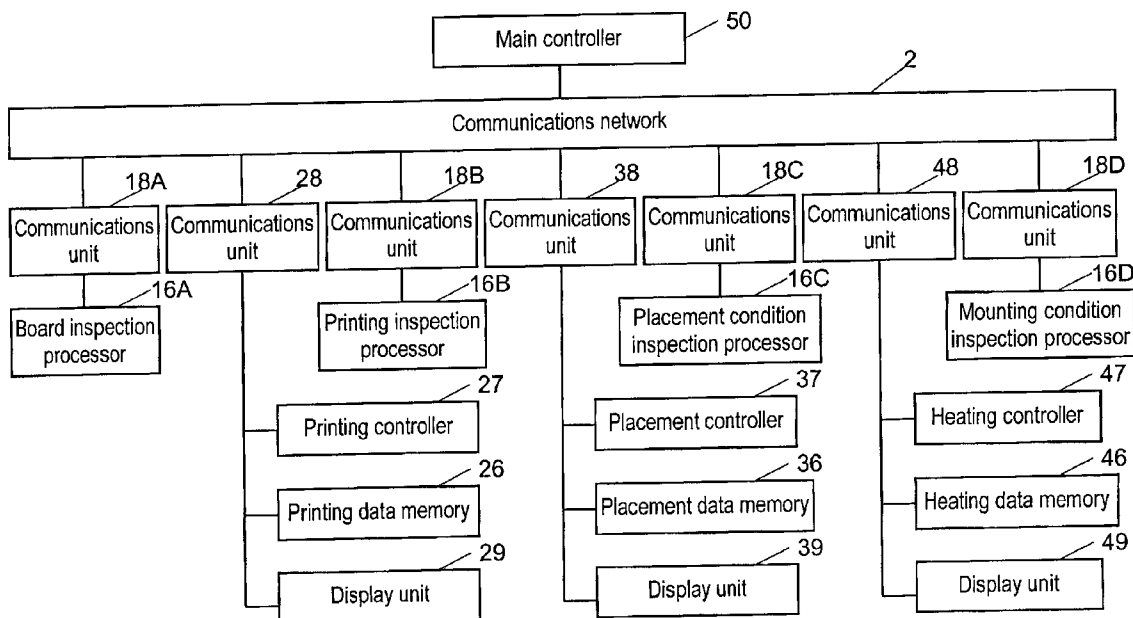 50
Main controller
2
Communications network
18A
28
18B
38
18C
48
18D
Communications
unit
Communications
unit
Communications
unit
Communications
unit
Communications
unit
Communications
unit
Communications
unit
16A
Board inspection
processor
16B
Printing inspection
processor
16C
Placement condition
inspection processor
16D
Mounting condition
inspection processor
27
Printing controller
37
Placement controller
47
Heating controller
26
Printing data memory
36
Placement data memory
46
Heating data memory
29
Display unit
39
Display unit
49
Display unit